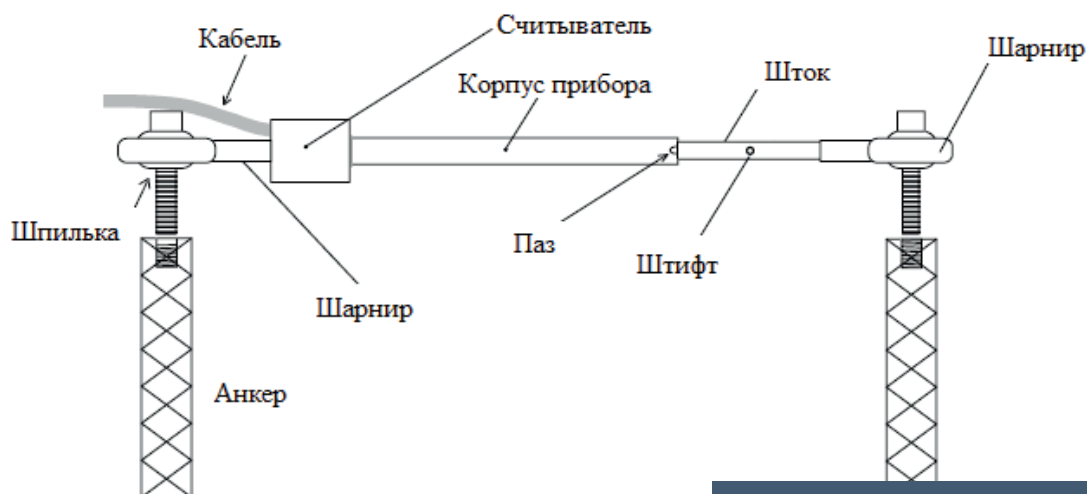 Считыватель
Кабель
Шарнир
Шток
Корпус прибора
Шпилька
Паз
Штифт
Шарнир
Анкер